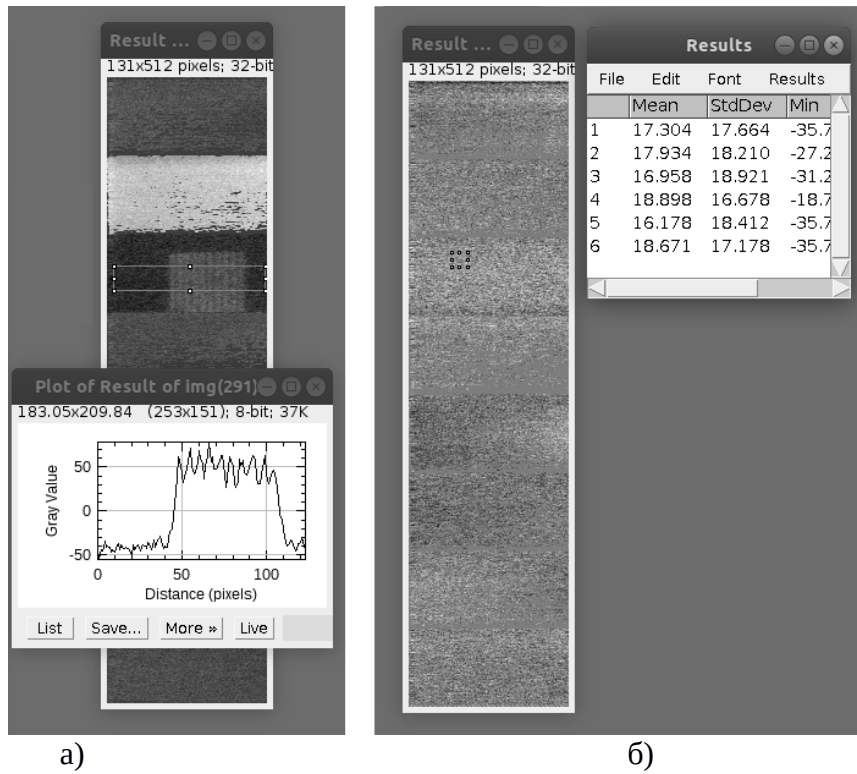 Result ...
131x512 pixels; 32-bit
Plot of Result of img(291)
183.05x209.84 (253x151); 8-bit; 37K
Gray Value
50
0
-50
0 50 100
Distance (pixels)
List Save... More » Live
а)
Result ...
131x512 pixels; 32-bit
Results
File Edit Font Results
Mean StdDev Min
1 17.304 17.664 -35.7
2 17.934 18.210 -27.2
3 16.958 18.921 -31.2
4 18.898 16.678 -18.7
5 16.178 18.412 -35.7
6 18.671 17.178 -35.7
б)